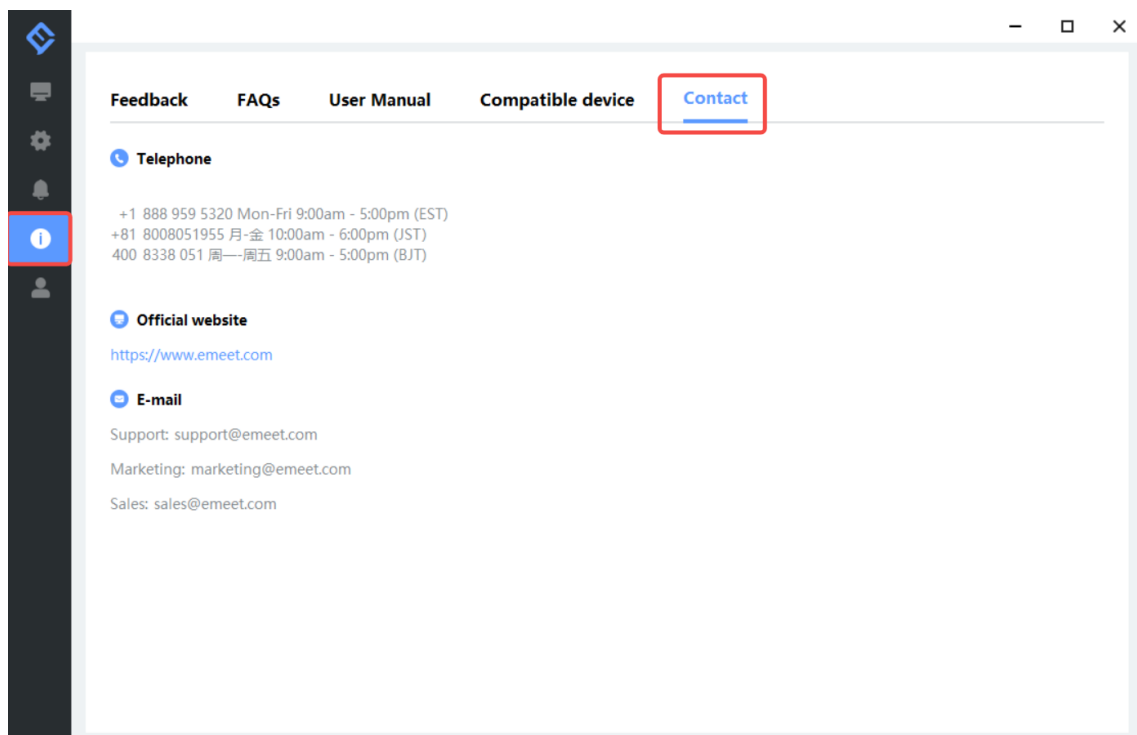 Feedback FAQs User Manual Compatible device Contact
Telephone
+1 888 959 5320 Mon-Fri 9:00am - 5:00pm (EST)
+81 8008051955 月-金 10:00am - 6:00pm (JST)
400 8338 051 周一-周五 9:00am - 5:00pm (BJT)
Official website
https://www.emeet.com
E-mail
Support: support@emeet.com
Marketing: marketing@emeet.com
Sales: sales@emeet.com